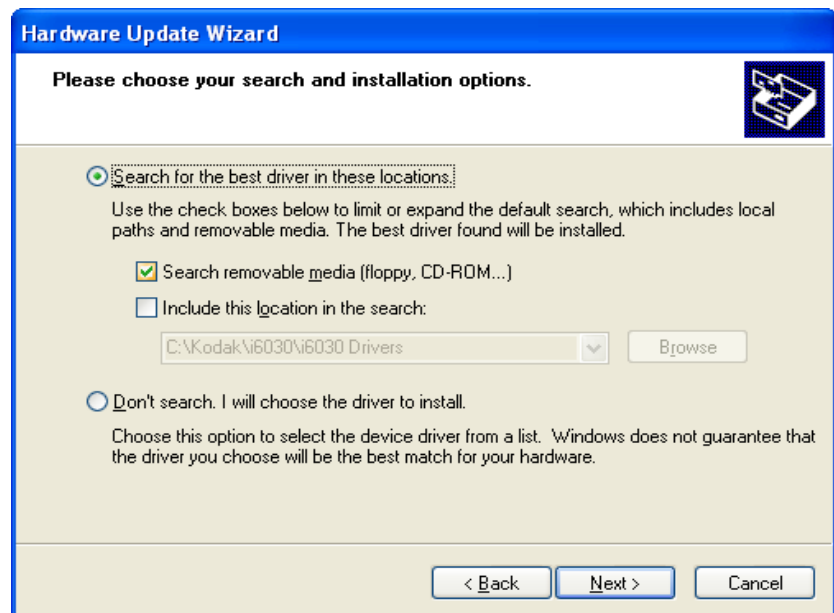 Hardware Update Wizard
Please choose your search and installation options.
Search for the best driver in these locations.
Use the check boxes below to limit or expand the default search, which includes local
paths and removable media. The best driver found will be installed.
Search removable media (floppy, CD-ROM...)
Include this location in the search:
C:\Kodak\i6030\i6030 Drivers
Browse
Don't search. I will choose the driver to install.
Choose this option to select the device driver from a list.  Windows does not guarantee that
the driver you choose will be the best match for your hardware.
< Back
Next >
Cancel